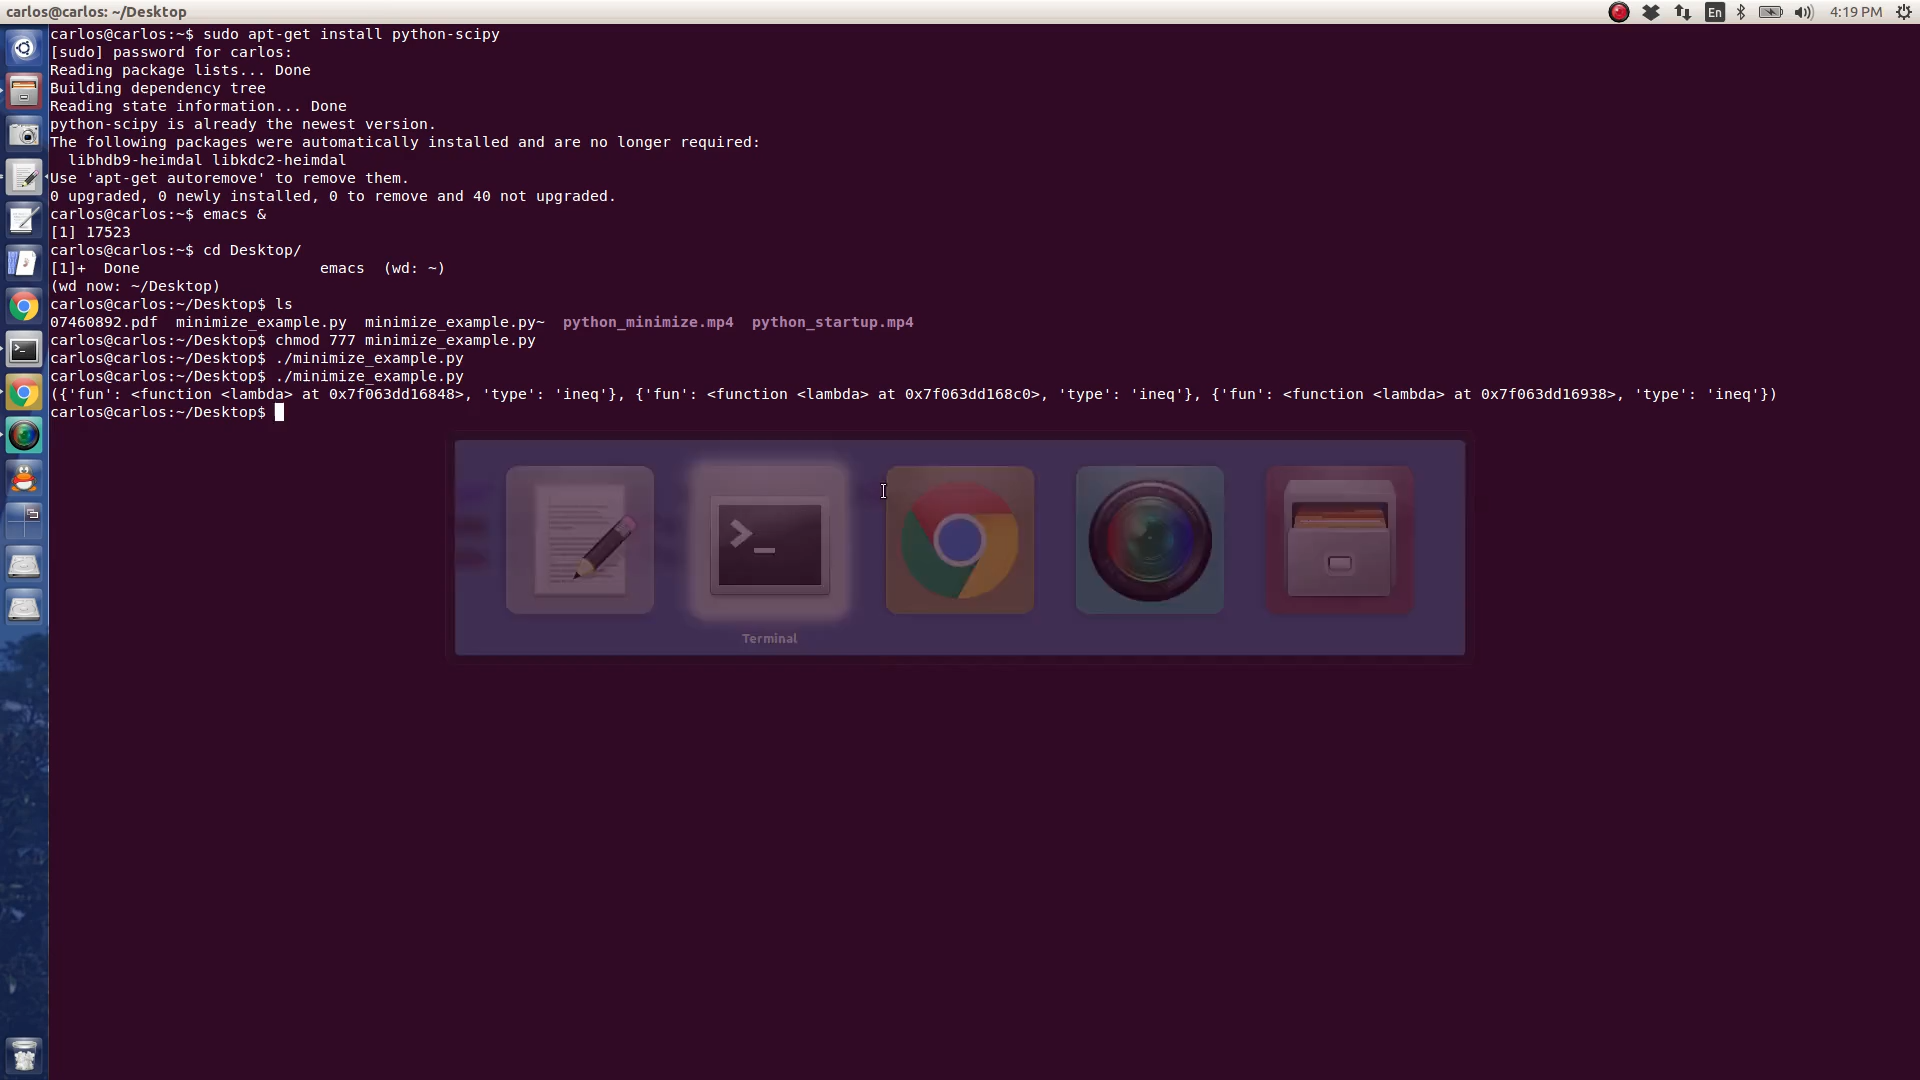 carlos@carlos: ~/Desktop
En
4:19 PM
carlos@carlos:~$ sudo apt-get install python-scipy
[sudo] password for carlos:
Reading package lists... Done
Building dependency tree
Reading state information... Done
python-scipy is already the newest version.
The following packages were automatically installed and are no longer required:
  libhdb9-heimdal libkdc2-heimdal
Use 'apt-get autoremove' to remove them.
0 upgraded, 0 newly installed, 0 to remove and 40 not upgraded.
carlos@carlos:~$ emacs &
[1] 17523
carlos@carlos:~$ cd Desktop/
[1]+  Done                    emacs  (wd: ~)
(wd now: ~/Desktop)
carlos@carlos:~/Desktop$ ls
07460892.pdf  minimize_example.py  minimize_example.py~  python_minimize.mp4  python_startup.mp4
carlos@carlos:~/Desktop$ chmod 777 minimize_example.py
carlos@carlos:~/Desktop$ ./minimize_example.py
carlos@carlos:~/Desktop$ ./minimize_example.py
({'fun': <function <lambda> at 0x7f063dd16848>, 'type': 'ineq'}, {'fun': <function <lambda> at 0x7f063dd168c0>, 'type': 'ineq'}, {'fun': <function <lambda> at 0x7f063dd16938>, 'type': 'ineq'})
carlos@carlos:~/Desktop$
Terminal